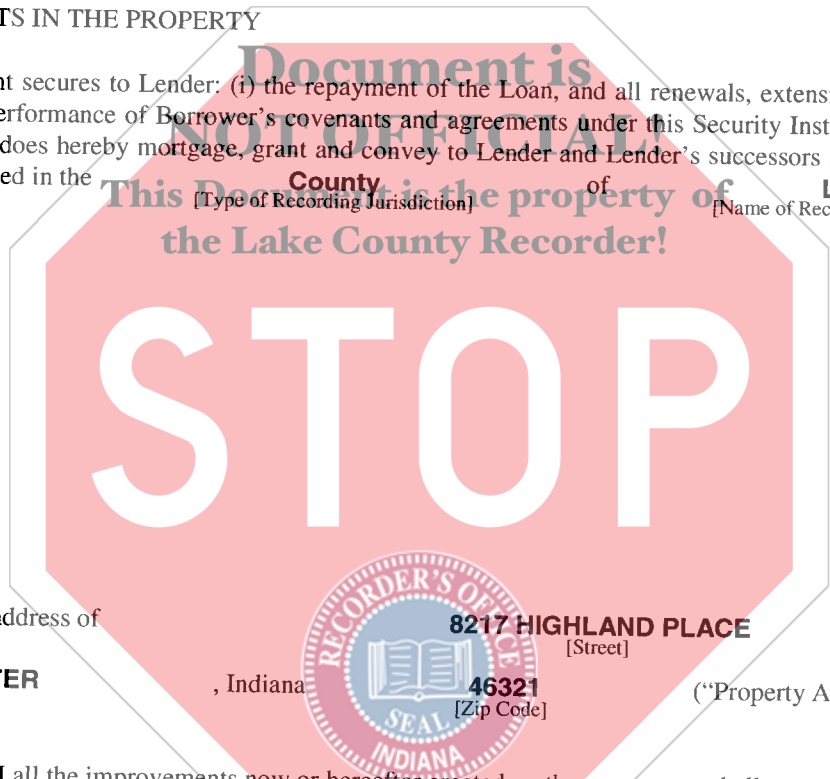 TS IN THE PROPERTY
Document is
nt secures to Lender: (i) the repayment of the Loan, and all renewals, extens
erformance of Borrower's covenants and agreements under this Security Inst
NOT OFFICIAL!
does hereby mortgage, grant and convey to Lender and Lender's successors
ed in the County of L
This Document is the property of
[Type of Recording Jurisdiction] [Name of Rec
the Lake County Recorder!
STOP
address of 8217 HIGHLAND PLACE
[Street]
TER , Indiana 46321 ("Property A
[Zip Code]
RECORDER'S OFFICE
SEAL
INDIANA
all the improvements now or hereafter erected